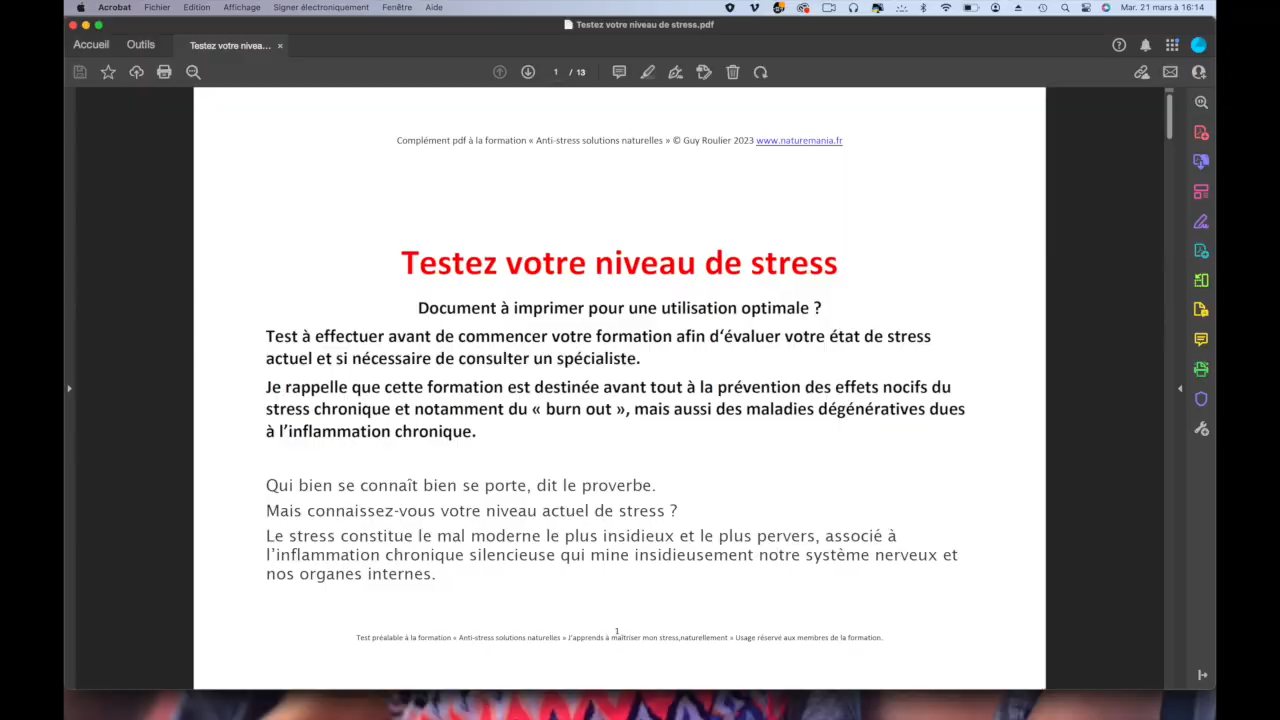 Acrobat Fichier Edition Affichage Signer électroniquement Fenêtre Aide Mar. 21 mars à 16:14
Testez votre niveau de stress.pdf
Accueil Outils Testez votre nivea... ×
1 / 13
Complément pdf à la formation « Anti-stress solutions naturelles » © Guy Roulier 2023 www.naturemania.fr
Testez votre niveau de stress
Document à imprimer pour une utilisation optimale ?
Test à effectuer avant de commencer votre formation afin d‘évaluer votre état de stress
actuel et si nécessaire de consulter un spécialiste.
Je rappelle que cette formation est destinée avant tout à la prévention des effets nocifs du
stress chronique et notamment du « burn out », mais aussi des maladies dégénératives dues
à l’inflammation chronique.
Qui bien se connaît bien se porte, dit le proverbe.
Mais connaissez-vous votre niveau actuel de stress ?
Le stress constitue le mal moderne le plus insidieux et le plus pervers, associé à
l’inflammation chronique silencieuse qui mine insidieusement notre système nerveux et
nos organes internes.
1
Test préalable à la formation « Anti-stress solutions naturelles » J’apprends à maîtriser mon stress,naturellement » Usage réservé aux membres de la formation.